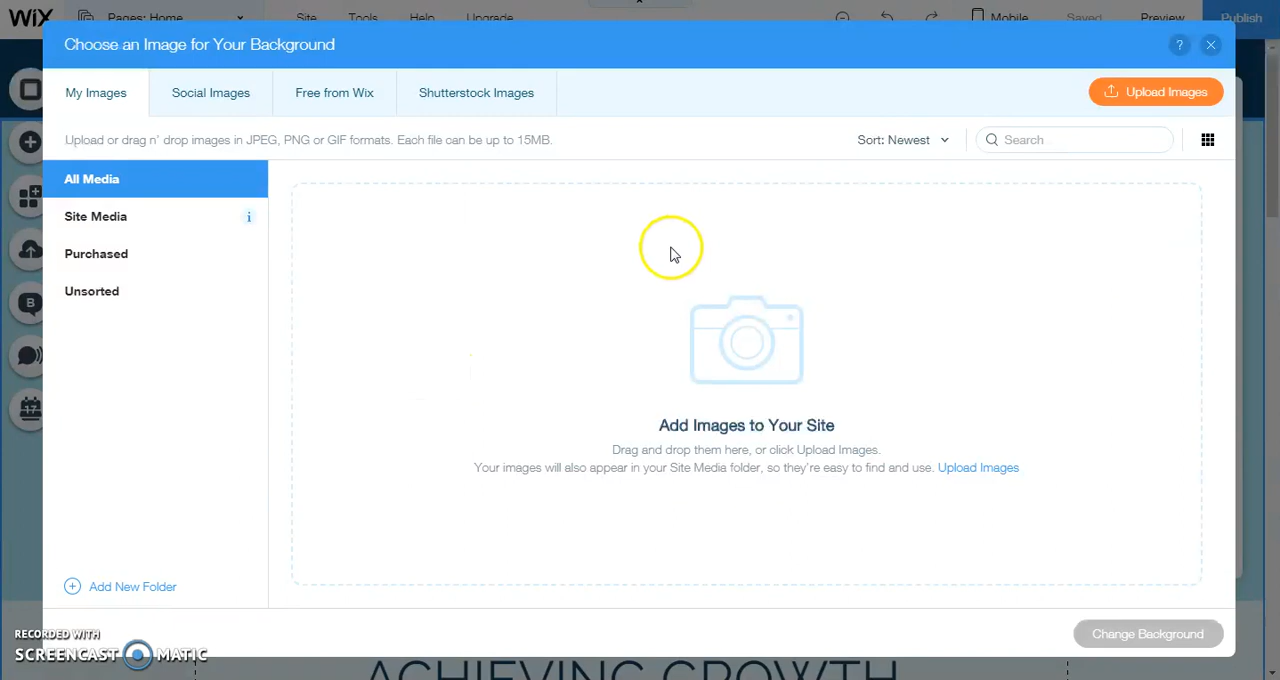 WiX Pages: Home Site Tools Help Upgrade Mobile Saved Preview Publish
Choose an Image for Your Background ?
My Images Social Images Free from Wix Shutterstock Images Upload Images
Upload or drag n' drop images in JPEG, PNG or GIF formats. Each file can be up to 15MB. Sort: Newest Search
All Media
Site Media i
Purchased
B
Unsorted
17
Add Images to Your Site
Drag and drop them here, or click Upload Images.
Your images will also appear in your Site Media folder, so they're easy to find and use. Upload Images
Add New Folder
Change Background
RECORDED WITH
SCREENCAST MATIC
ACHIEVING GROWTH